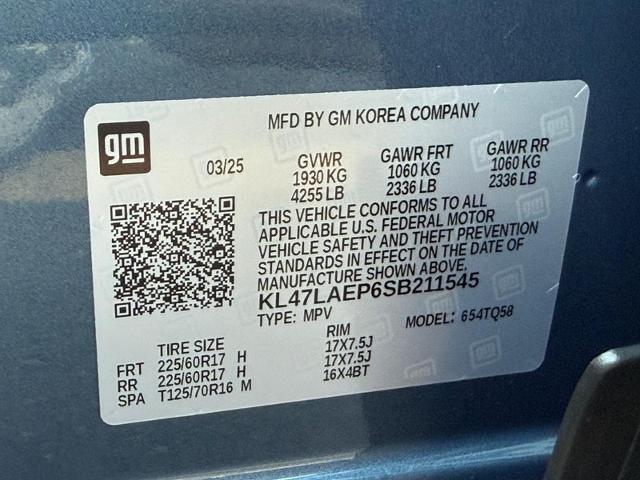 MFD BY GM KOREA COMPANY
gm
03/25 GVWR GAWR FRT GAWR RR
1930 KG 1060 KG 1060 KG
4255 LB 2336 LB 2336 LB
THIS VEHICLE CONFORMS TO ALL
APPLICABLE U.S. FEDERAL MOTOR
VEHICLE SAFETY AND THEFT PREVENTION
STANDARDS IN EFFECT ON THE DATE OF
MANUFACTURE SHOWN ABOVE.
KL47LAEP6SB211545
TYPE: MPV MODEL: 654TQ58
TIRE SIZE RIM
FRT 225/60R17 H 17X7.5J
RR 225/60R17 H 17X7.5J
SPA T125/70R16 M 16X4BT